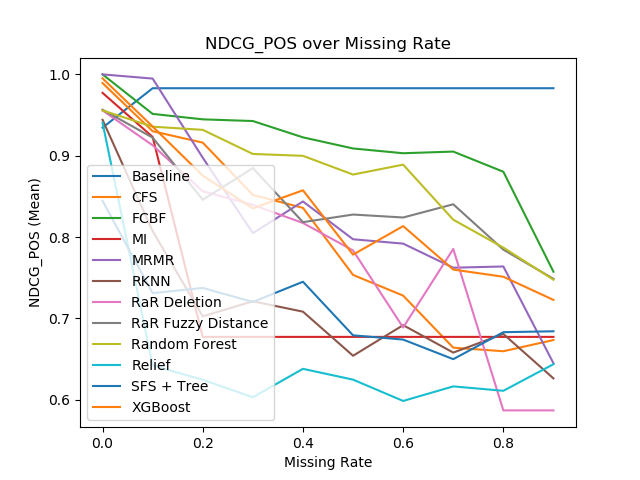 NDCG_POS over Missing Rate
1.0
0.9
0.8
0.7
0.6
NDCG_POS (Mean)
Baseline
CFS
FCBF
MI
MRMR
RKNN
RaR Deletion
RaR Fuzzy Distance
Random Forest
Relief
SFS + Tree
XGBoost
0.0 0.2 0.4 0.6 0.8
Missing Rate